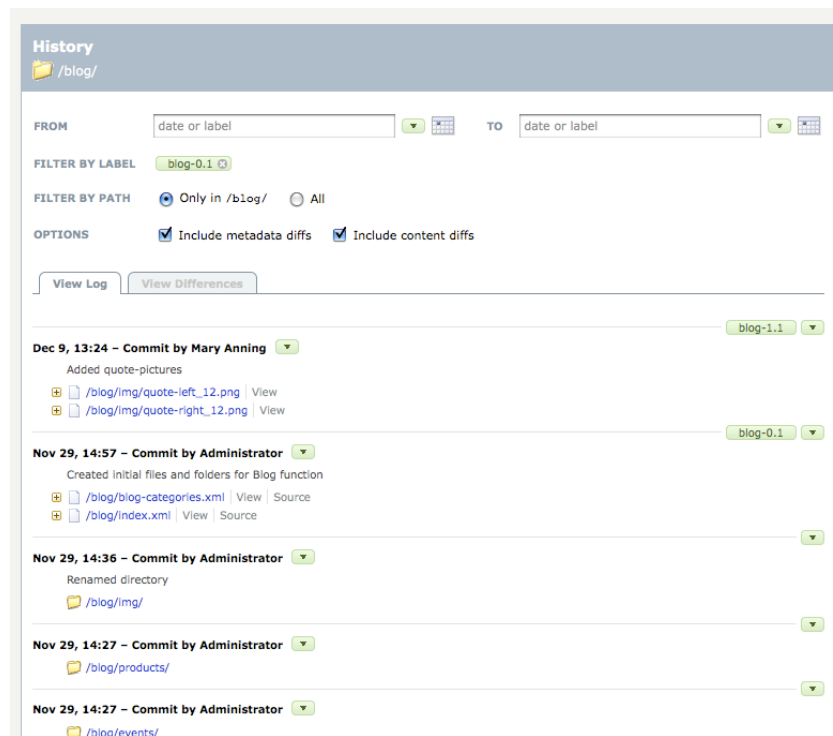 History
/blog/
FROM date or label TO date or label
FILTER BY LABEL blog-0.1
FILTER BY PATH Only in /blog/ All
OPTIONS Include metadata diffs Include content diffs
View Log View Differences
blog-1.1
Dec 9, 13:24 – Commit by Mary Anning
Added quote-pictures
/blog/img/quote-left_12.png View
/blog/img/quote-right_12.png View
blog-0.1
Nov 29, 14:57 – Commit by Administrator
Created initial files and folders for Blog function
/blog/blog-categories.xml View Source
/blog/index.xml View Source
Nov 29, 14:36 – Commit by Administrator
Renamed directory
/blog/img/
Nov 29, 14:27 – Commit by Administrator
/blog/products/
Nov 29, 14:27 – Commit by Administrator
/blog/events/